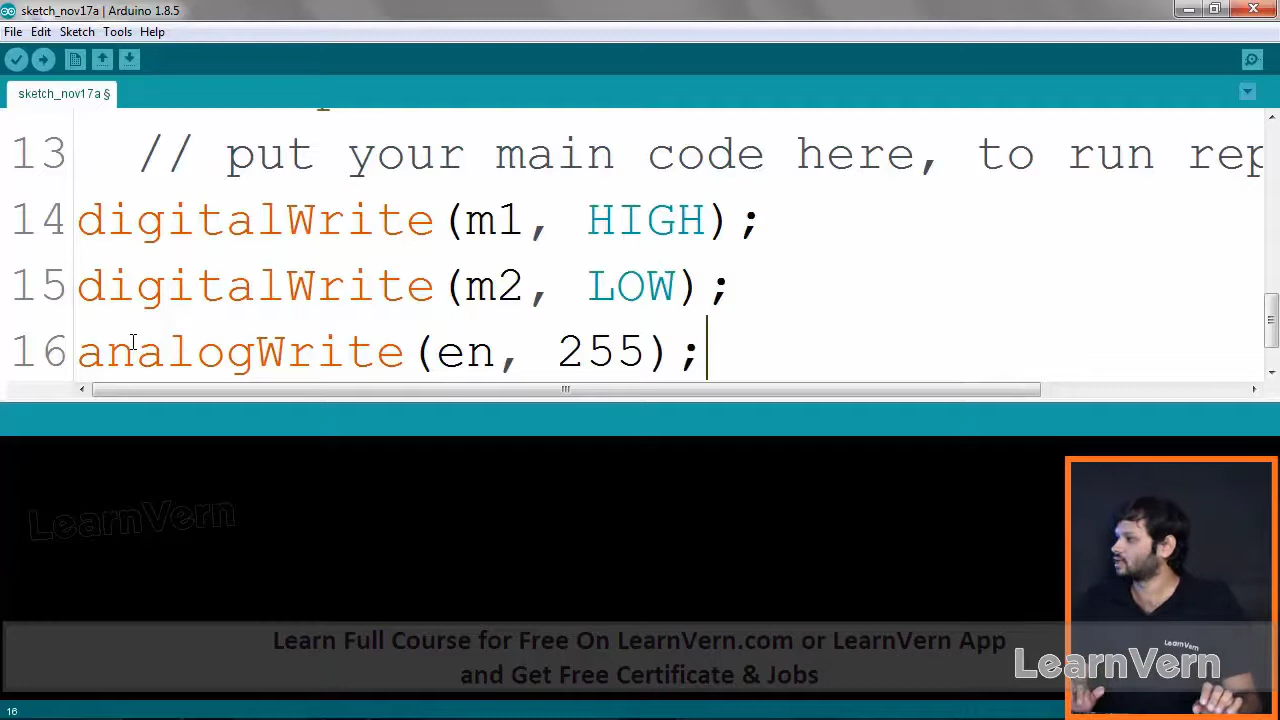 sketch_nov17a | Arduino 1.8.5
File Edit Sketch Tools Help
sketch_nov17a §
13 // put your main code here, to run rep
14 digitalWrite(m1, HIGH);
15 digitalWrite(m2, LOW);
16 analogWrite(en, 255);
LearnVern
LearnVern
Learn Full Course for Free On LearnVern.com or LearnVern App
and Get Free Certificate & Jobs
LearnVern
16